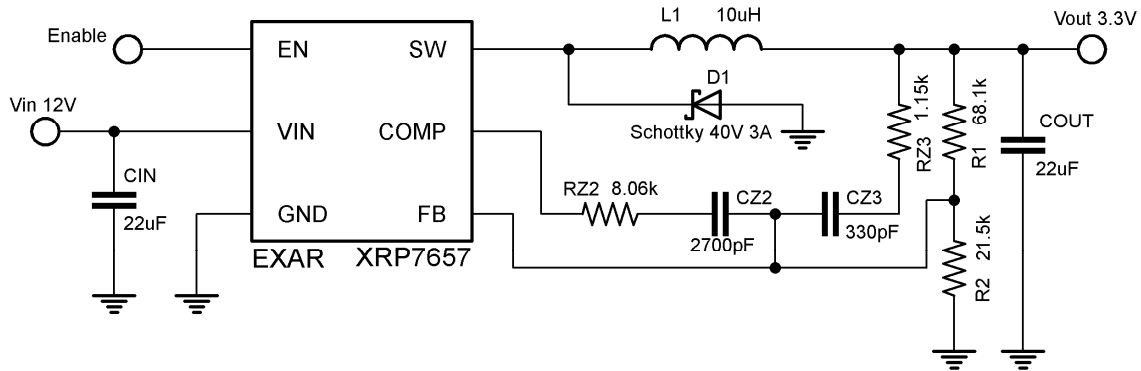 L1 10uH
Vout 3.3V
Enable
EN SW
D1
Vin 12V
Schottky 40V 3A
VIN COMP
RZ3 1.15k
R1 68.1k
COUT
22uF
CIN
22uF
RZ2 8.06k
CZ2
2700pF
CZ3
330pF
GND FB
R2 21.5k
EXAR XRP7657